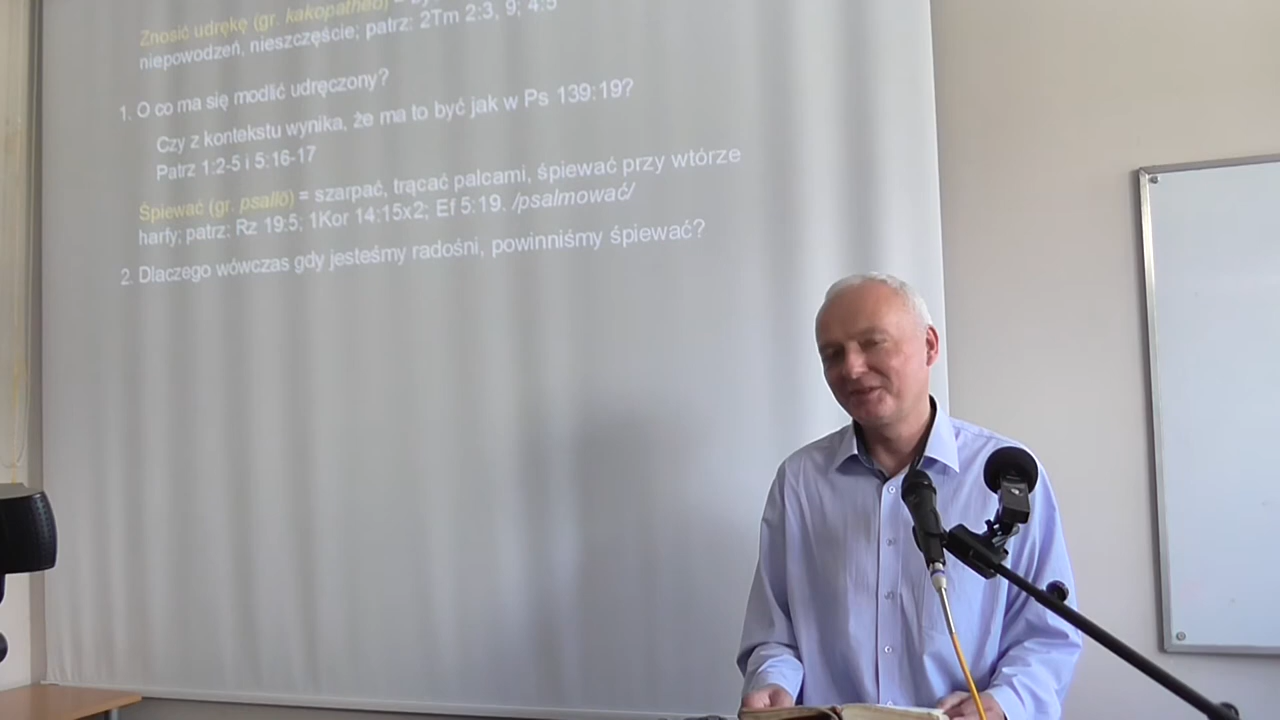 Znosić udrękę (gr. kakopatheo) =
niepowodzeń, nieszczęście; patrz: 2Tm 2:3, 9; 4:5
1. O co ma się modlić udręczony?
Czy z kontekstu wynika, że ma to być jak w Ps 139:19?
Patrz 1:2-5 i 5:16-17
Śpiewać (gr. psallō) = szarpać, trącać palcami, śpiewać przy wtórze
harfy; patrz: Rz 19:5; 1Kor 14:15x2; Ef 5:19. /psalmować/
2. Dlaczego wówczas gdy jesteśmy radośni, powinniśmy śpiewać?